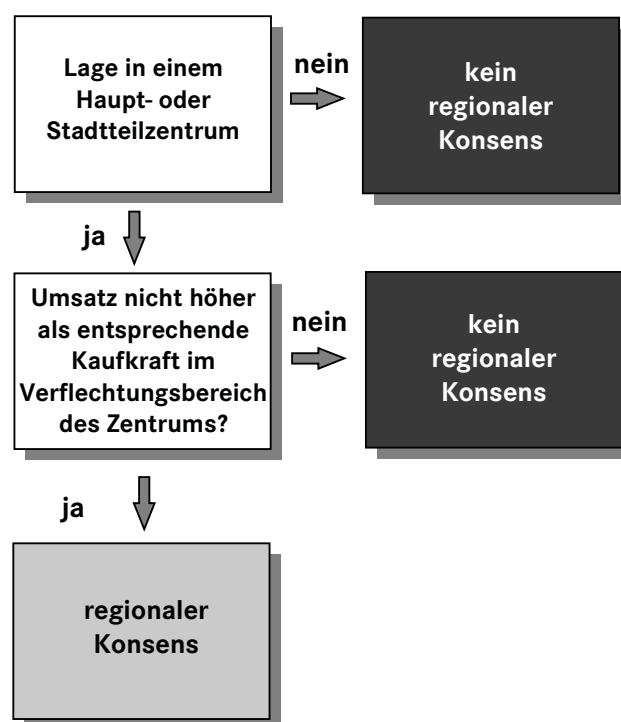 Lage in einem
Haupt- oder
Stadtteilzentrum
nein
kein
regionaler
Konsens
ja
Umsatz nicht höher
als entsprechende
Kaufkraft im
Verflechtungsbereich
des Zentrums?
nein
kein
regionaler
Konsens
ja
regionaler
Konsens